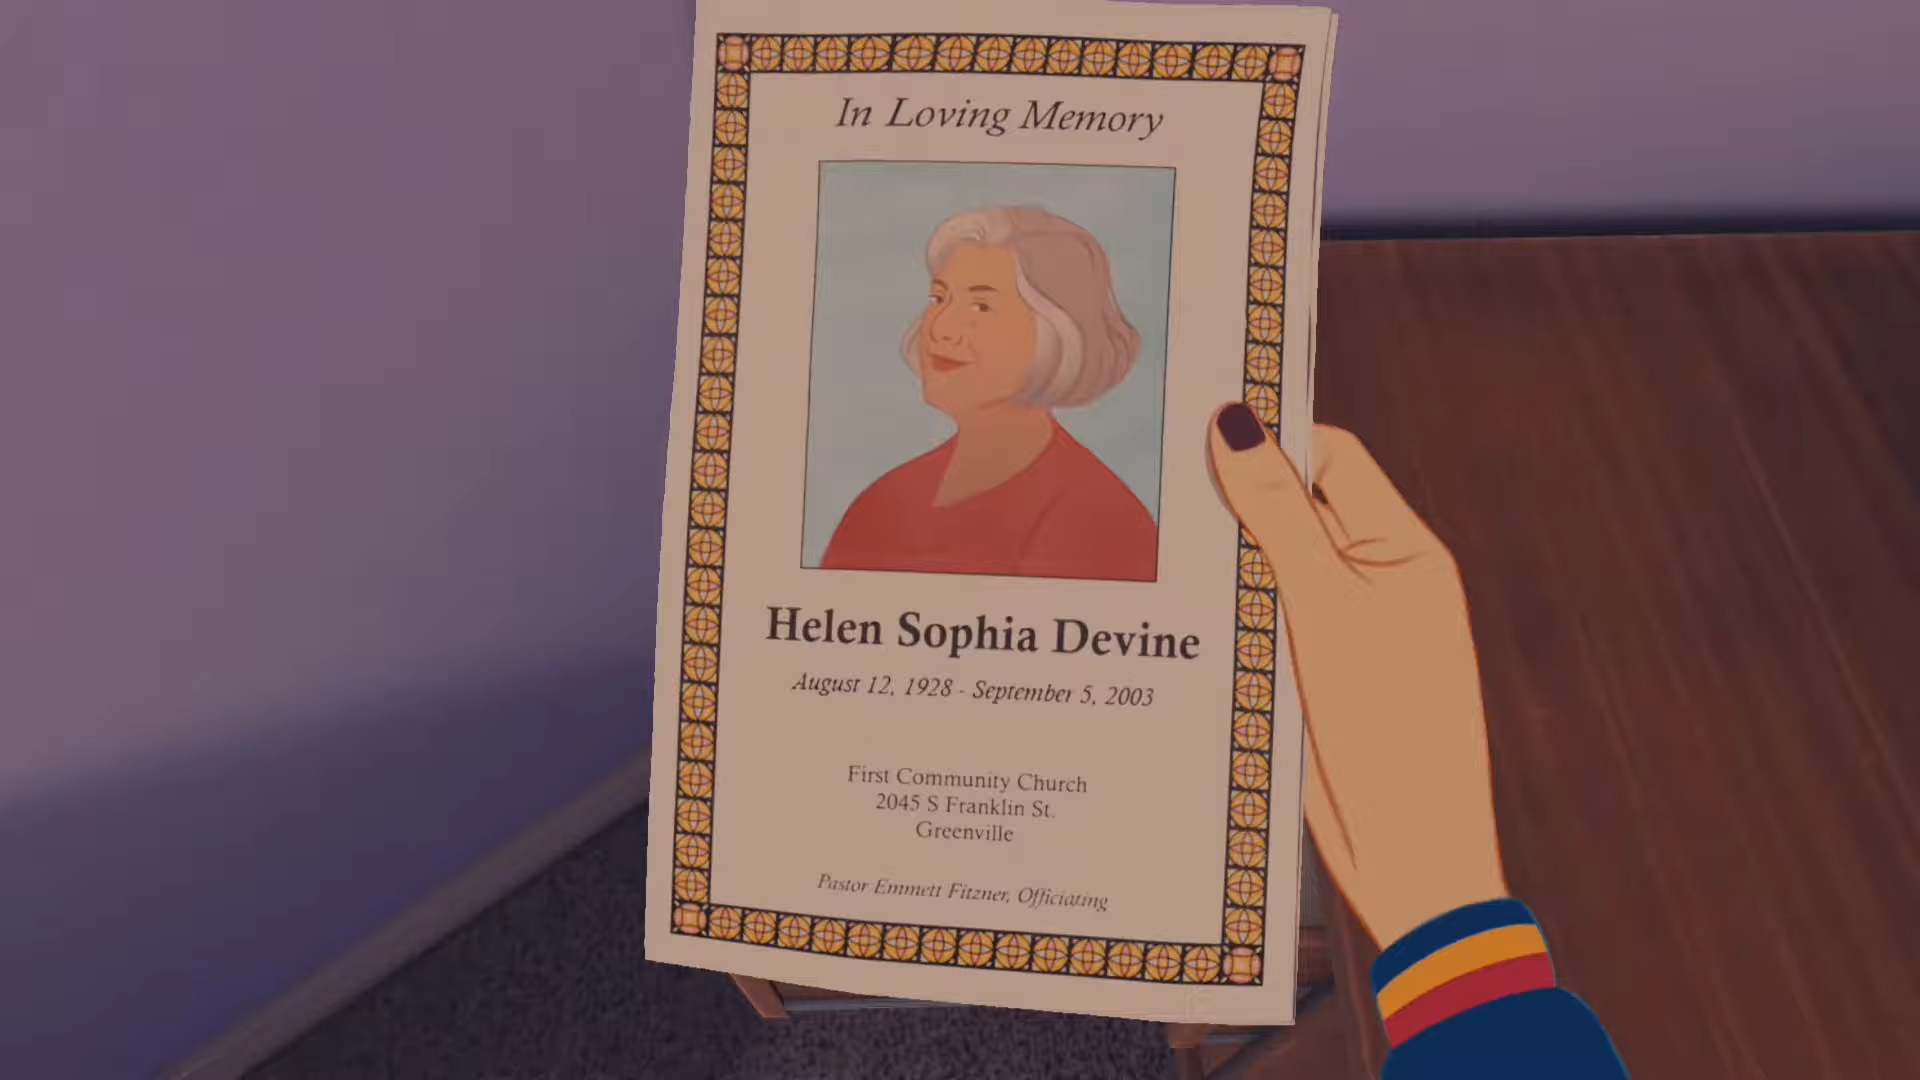 In Loving Memory
Helen Sophia Devine
August 12, 1928 - September 5, 2003
First Community Church
2045 S Franklin St.
Greenville
Pastor Emmett Fitzner, Officiating